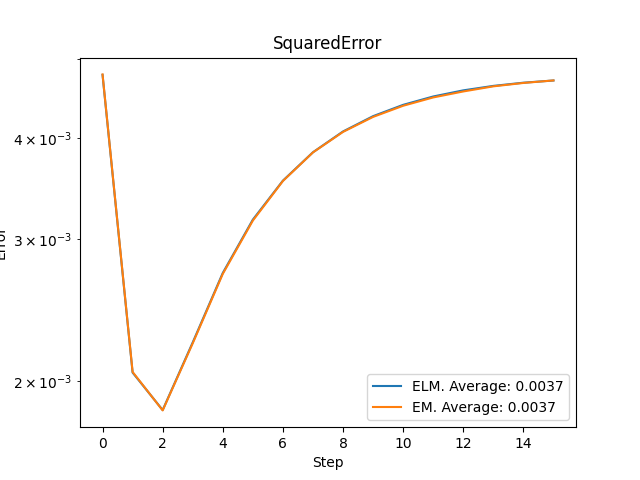 SquaredError
4 × 10⁻³
3 × 10⁻³
2 × 10⁻³
Error
ELM. Average: 0.0037
EM. Average: 0.0037
0 2 4 6 8 10 12 14
Step